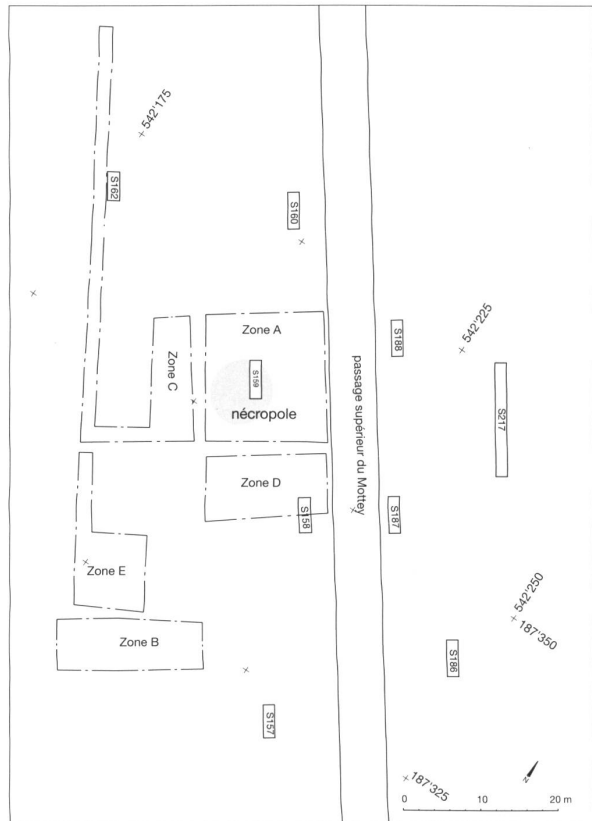 542'175
S162
S160
Zone A
542'225
S188
Zone C
S159
S217
nécropole
passage supérieur du Mottey
Zone D
S158
S187
Zone E
542'250
187'350
Zone B
S186
S157
N
187'325
0 10 20 m